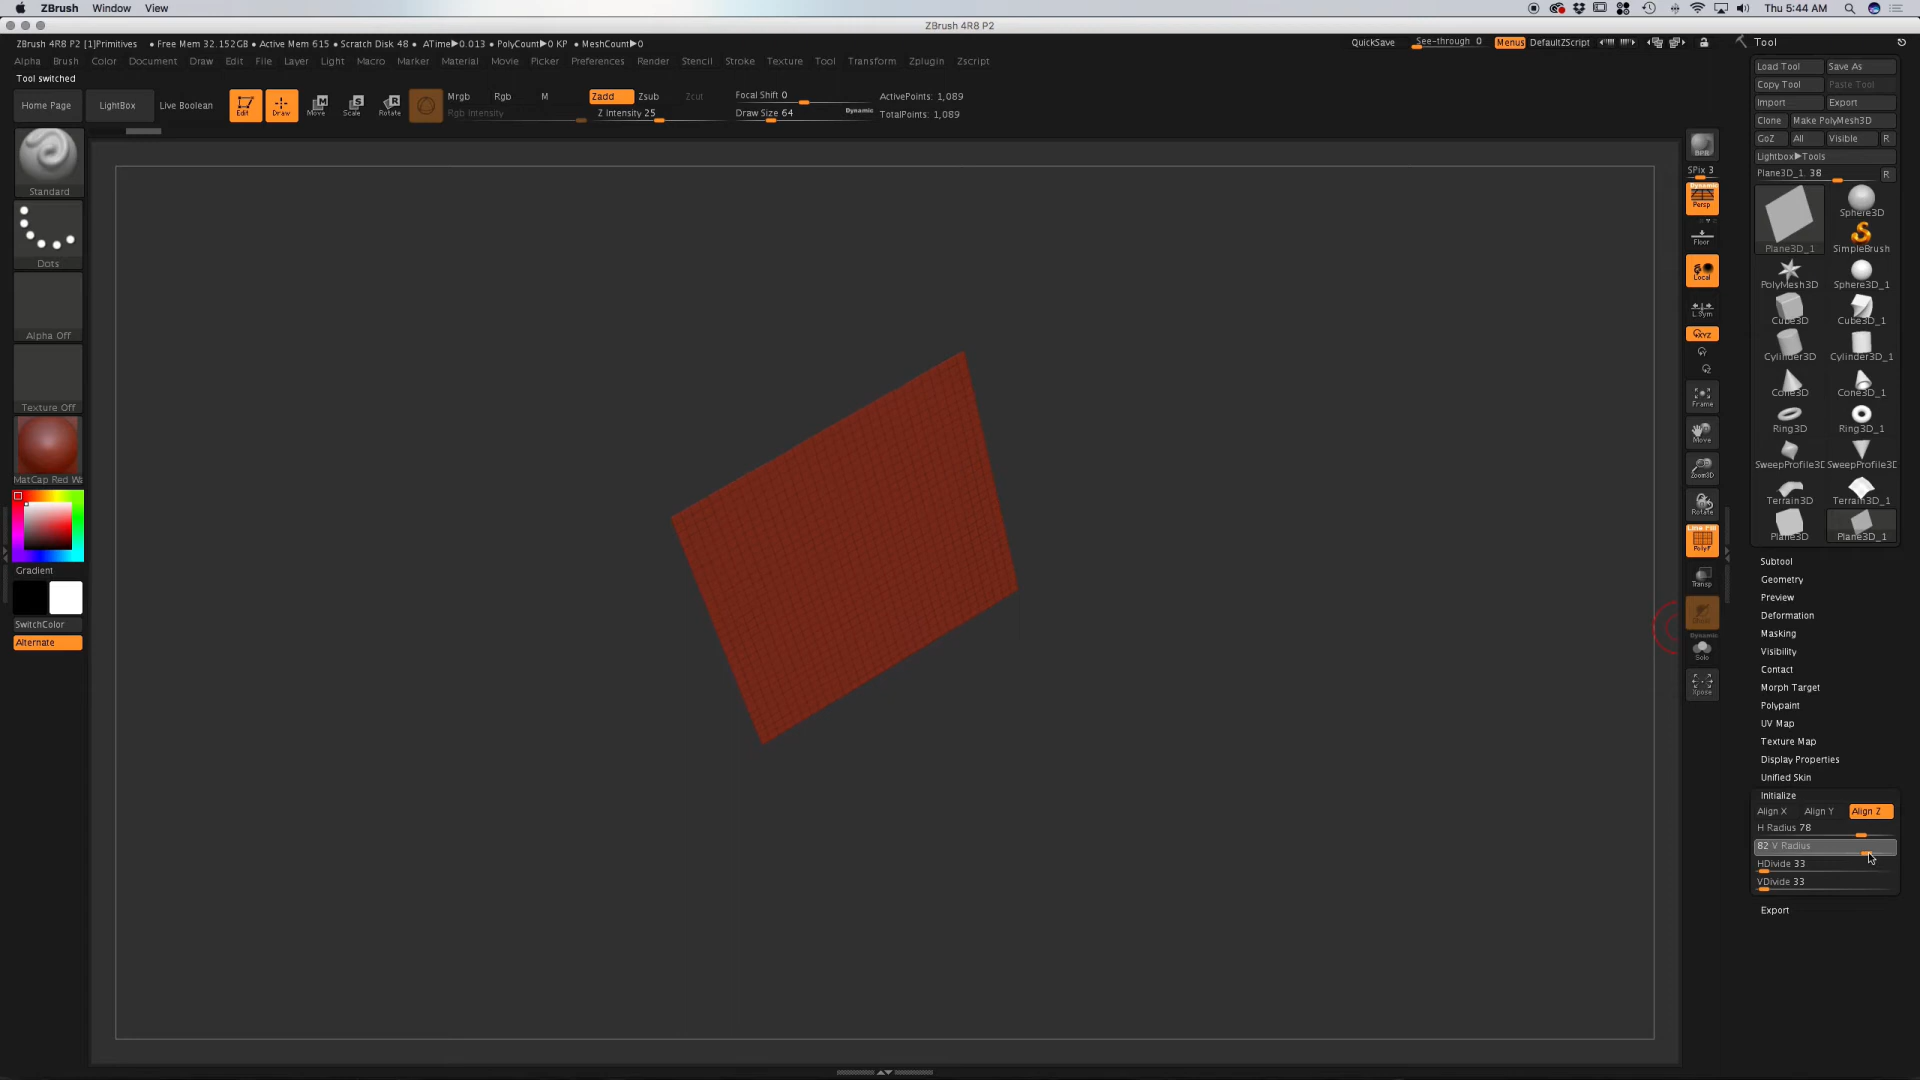 ZBrush Window View
Thu 5:44 AM
ZBrush 4R8 P2
ZBrush 4R8 P2 [1]Primitives • Free Mem 32.152GB • Active Mem 615 • Scratch Disk 48 • ATime▶0.013 • PolyCount▶0 KP • MeshCount▶0
QuickSave See-through 0 Menus DefaultZScript
Tool
Alpha Brush Color Document Draw Edit File Layer Light Macro Marker Material Movie Picker Preferences Render Stencil Stroke Texture Tool Transform Zplugin Zscript
Tool switched
Home Page LightBox Live Boolean Edit Draw Move Scale Rotate
Mrgb Rgb M
Rgb Intensity
Zadd Zsub Zcut
Z Intensity 25
Focal Shift 0
Draw Size 64 Dynamic
ActivePoints: 1,089
TotalPoints: 1,089
Standard
Dots
Alpha Off
Texture Off
MatCap Red Wa
Gradient
SwitchColor
Alternate
BPR
SPix 3
Dynamic
Persp
Floor
Local
L.Sym
XYZ
Frame
Move
Zoom3D
Rotate
Line Fill
PolyF
Transp
Dynamic
Solo
Xpose
Load Tool Save As
Copy Tool Paste Tool
Import Export
Clone Make PolyMesh3D
GoZ All Visible R
Lightbox▶Tools
Plane3D_1. 38 R
Plane3D_1 Sphere3D
SimpleBrush
PolyMesh3D Sphere3D_1
Cube3D Cube3D_1
Cylinder3D Cylinder3D_1
Cone3D Cone3D_1
Ring3D Ring3D_1
SweepProfile3D SweepProfile3D
Terrain3D Terrain3D_1
Plane3D Plane3D_1
Subtool
Geometry
Preview
Deformation
Masking
Visibility
Contact
Morph Target
Polypaint
UV Map
Texture Map
Display Properties
Unified Skin
Initialize
Align X Align Y Align Z
H Radius 78
82 V Radius
HDivide 33
VDivide 33
Export